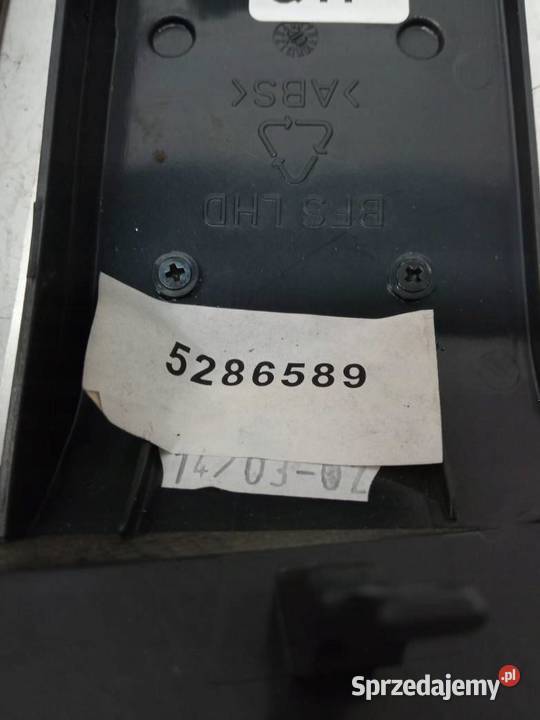 >ABS<
BFS LHD
5286589
14/03-02
Sprzedajemy.pl